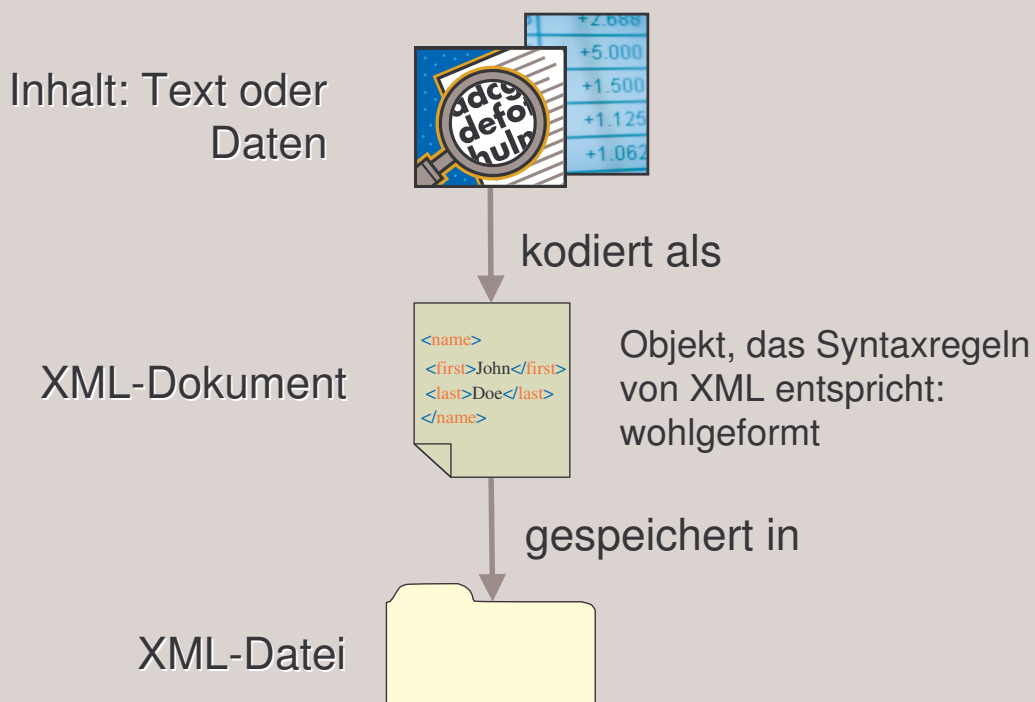 +2.688
+5.000
+1.500
+1.125
+1.062
Inhalt: Text oder
Daten
kodiert als
XML-Dokument
<name>
<first>John</first>
<last>Doe</last>
</name>
Objekt, das Syntaxregeln
von XML entspricht:
wohlgeformt
gespeichert in
XML-Datei